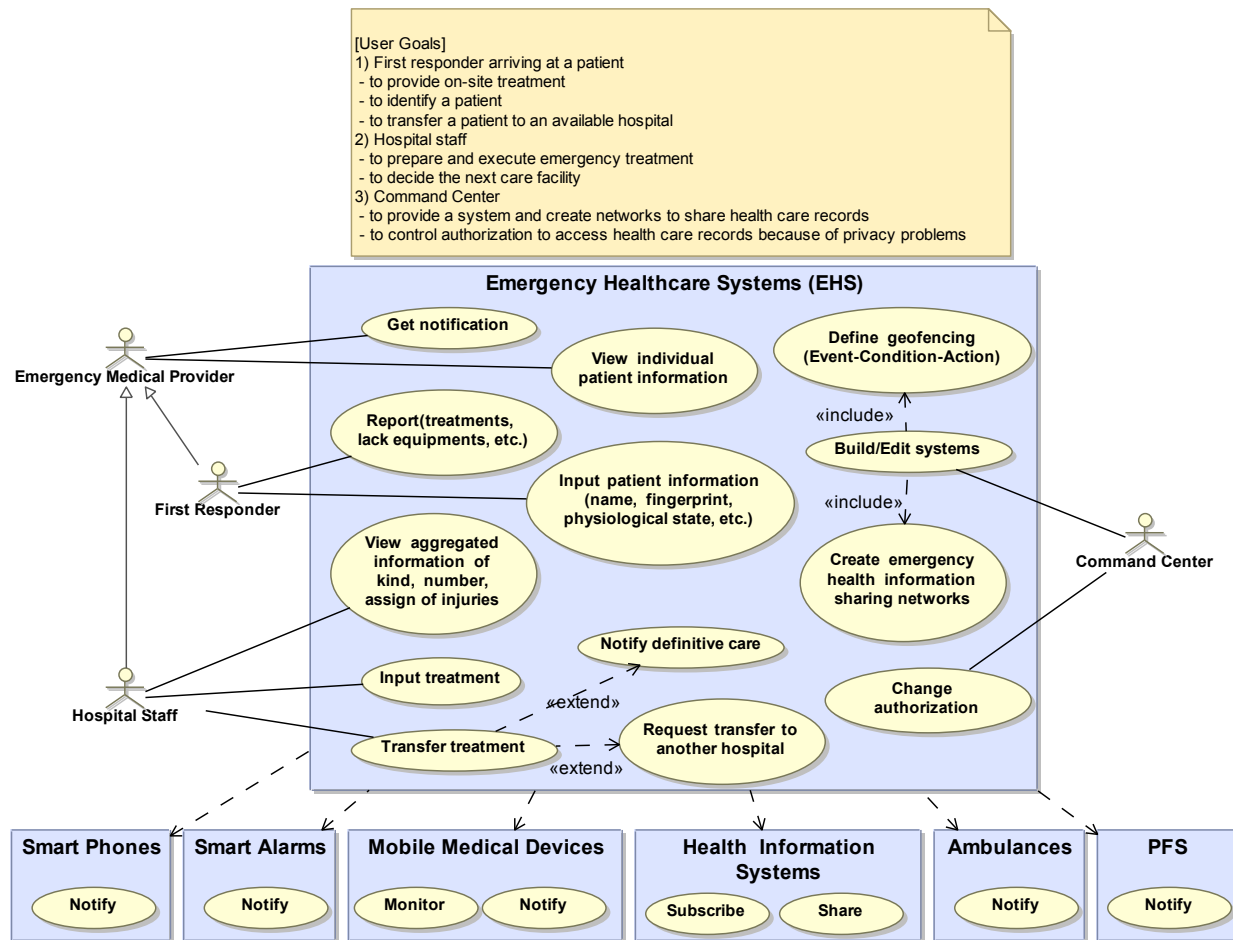 [User Goals]
1) First responder arriving at a patient
- to provide on-site treatment
- to identify a patient
- to transfer a patient to an available hospital
2) Hospital staff
- to prepare and execute emergency treatment
- to decide the next care facility
3) Command Center
- to provide a system and create networks to share health care records
- to control authorization to access health care records because of privacy problems
Emergency Healthcare Systems (EHS)
Get notification
Define geofencing
(Event-Condition-Action)
View individual
patient information
Emergency Medical Provider
Report(treatments,
lack equipments, etc.)
«include»
Build/Edit systems
Input patient information
(name, fingerprint,
physiological state, etc.)
First Responder
«include»
View aggregated
information of
kind, number,
assign of injuries
Create emergency
health information
sharing networks
Command Center
Notify definitive care
Input treatment
Change
authorization
Hospital Staff
«extend»
Request transfer to
another hospital
Transfer treatment
«extend»
Smart Phones
Notify
Smart Alarms
Notify
Mobile Medical Devices
Monitor
Notify
Health Information
Systems
Subscribe
Share
Ambulances
Notify
PFS
Notify